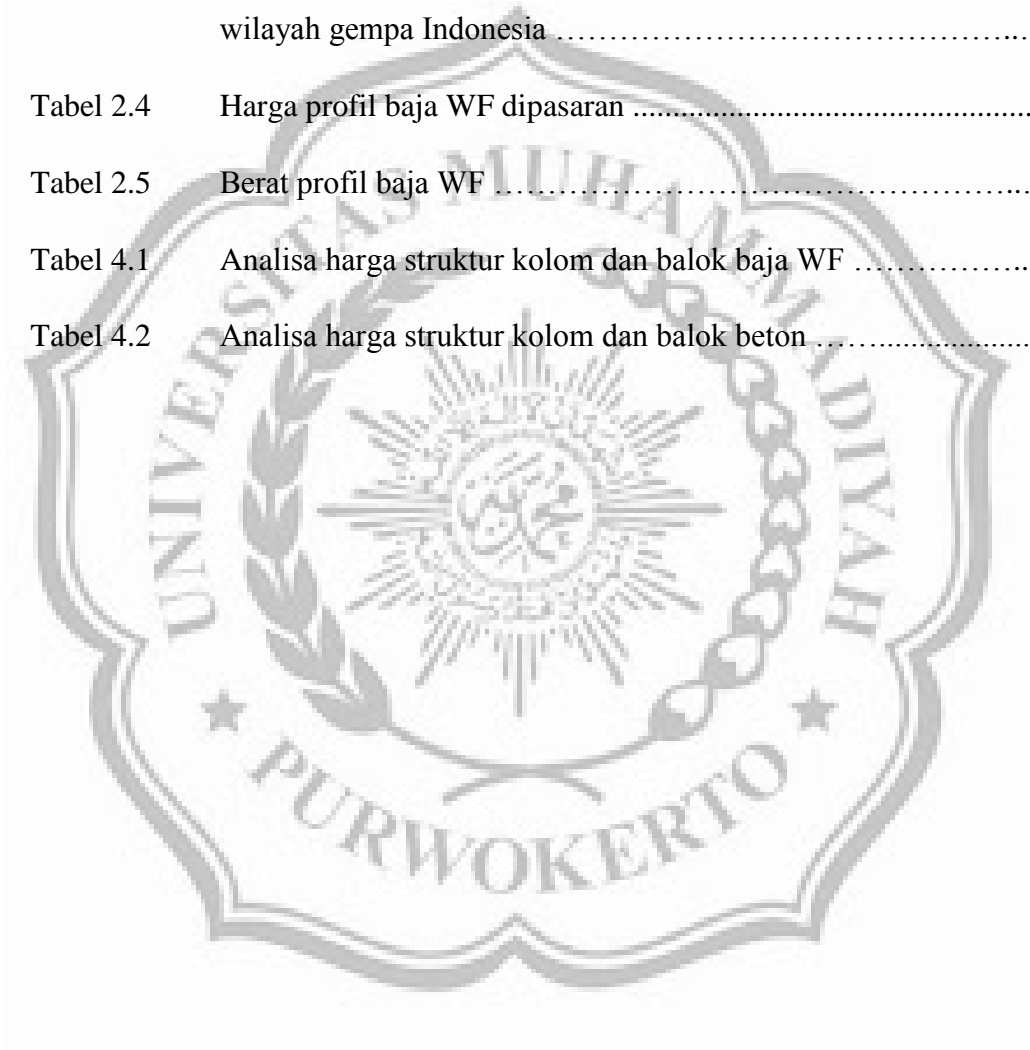 wilayah gempa Indonesia ……………………………………...
Tabel 2.4 Harga profil baja WF dipasaran ............................................
Tabel 2.5 Berat profil baja WF …………………………………………...
Tabel 4.1 Analisa harga struktur kolom dan balok baja WF ……………...
Tabel 4.2 Analisa harga struktur kolom dan balok beton ……..................
UNIVERSITAS MUHAMMADIYAH
PURWOKERTO